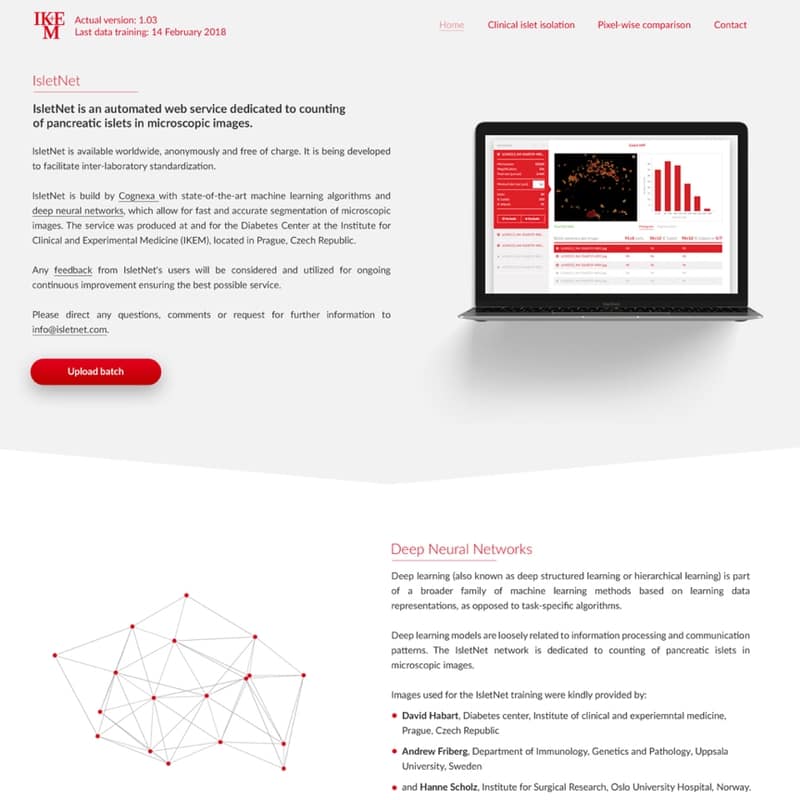 IKEM
Actual version: 1.03
Last data training: 14 February 2018
Home
Clinical islet isolation
Pixel-wise comparison
Contact
IsletNet
IsletNet is an automated web service dedicated to counting
of pancreatic islets in microscopic images.
IsletNet is available worldwide, anonymously and free of charge. It is being developed
to facilitate inter-laboratory standardization.
IsletNet is build by Cognexa with state-of-the-art machine learning algorithms and
deep neural networks, which allow for fast and accurate segmentation of microscopic
images. The service was produced at and for the Diabetes Center at the Institute for
Clinical and Experimental Medicine (IKEM), located in Prague, Czech Republic.
Any feedback from IsletNet's users will be considered and utilized for ongoing
continuous improvement ensuring the best possible service.
Please direct any questions, comments or request for further information to
info@isletnet.com.
Upload batch
Deep Neural Networks
Deep learning (also known as deep structured learning or hierarchical learning) is part
of a broader family of machine learning methods based on learning data
representations, as opposed to task-specific algorithms.
Deep learning models are loosely related to information processing and communication
patterns. The IsletNet network is dedicated to counting of pancreatic islets in
microscopic images.
Images used for the IsletNet training were kindly provided by:
David Habart, Diabetes center, Institute of clinical and experiemntal medicine,
Prague, Czech Republic
Andrew Friberg, Department of Immunology, Genetics and Pathology, Uppsala
University, Sweden
and Hanne Scholz, Institute for Surgical Research, Oslo University Hospital, Norway.